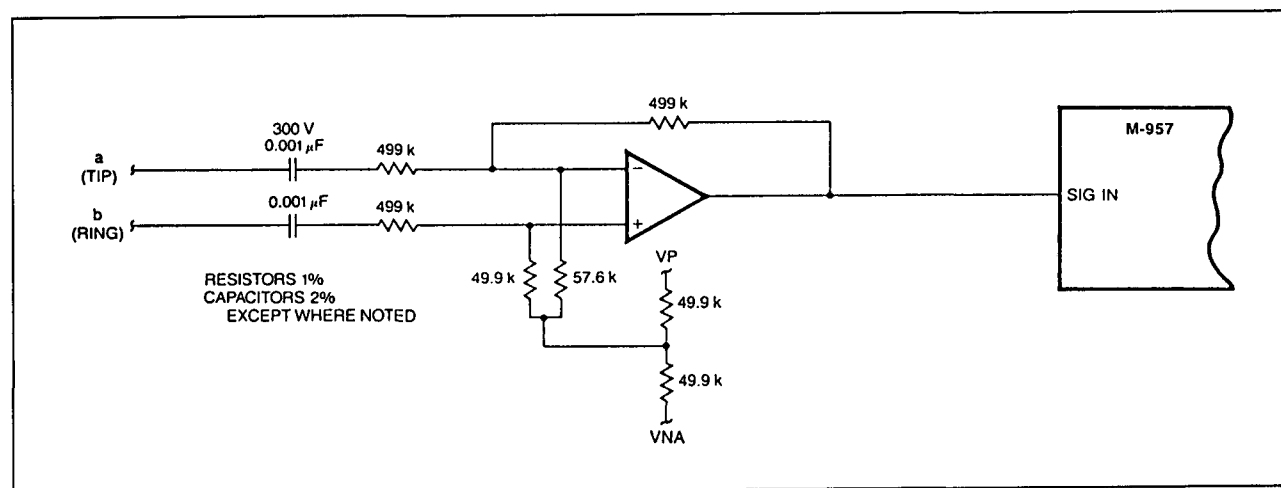 499 k
M-957
300 V
0.001 μF
499 k
a
(TIP)
−
SIG IN
0.001 μF
499 k
b
(RING)
+
VP
RESISTORS 1%
CAPACITORS 2%
EXCEPT WHERE NOTED
49.9 k
57.6 k
49.9 k
49.9 k
VNA